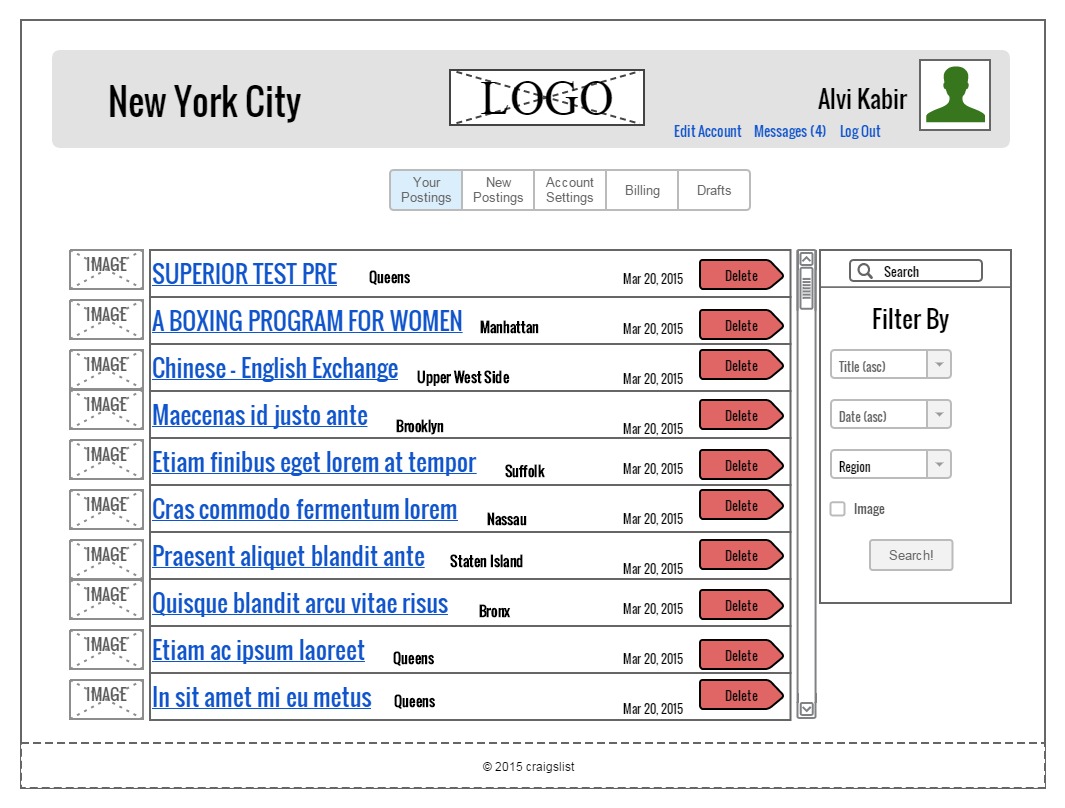 New York City
LOGO
Alvi Kabir
Edit Account Messages (4) Log Out
Your Postings New Postings Account Settings Billing Drafts
IMAGE SUPERIOR TEST PRE Queens Mar 20, 2015 Delete
IMAGE A BOXING PROGRAM FOR WOMEN Manhattan Mar 20, 2015 Delete
IMAGE Chinese - English Exchange Upper West Side Mar 20, 2015 Delete
IMAGE Maecenas id justo ante Brooklyn Mar 20, 2015 Delete
IMAGE Etiam finibus eget lorem at tempor Suffolk Mar 20, 2015 Delete
IMAGE Cras commodo fermentum lorem Nassau Mar 20, 2015 Delete
IMAGE Praesent aliquet blandit ante Staten Island Mar 20, 2015 Delete
IMAGE Quisque blandit arcu vitae risus Bronx Mar 20, 2015 Delete
IMAGE Etiam ac ipsum laoreet Queens Mar 20, 2015 Delete
IMAGE In sit amet mi eu metus Queens Mar 20, 2015 Delete
Search
Filter By
Title (asc)
Date (asc)
Region
Image
Search!
© 2015 craigslist